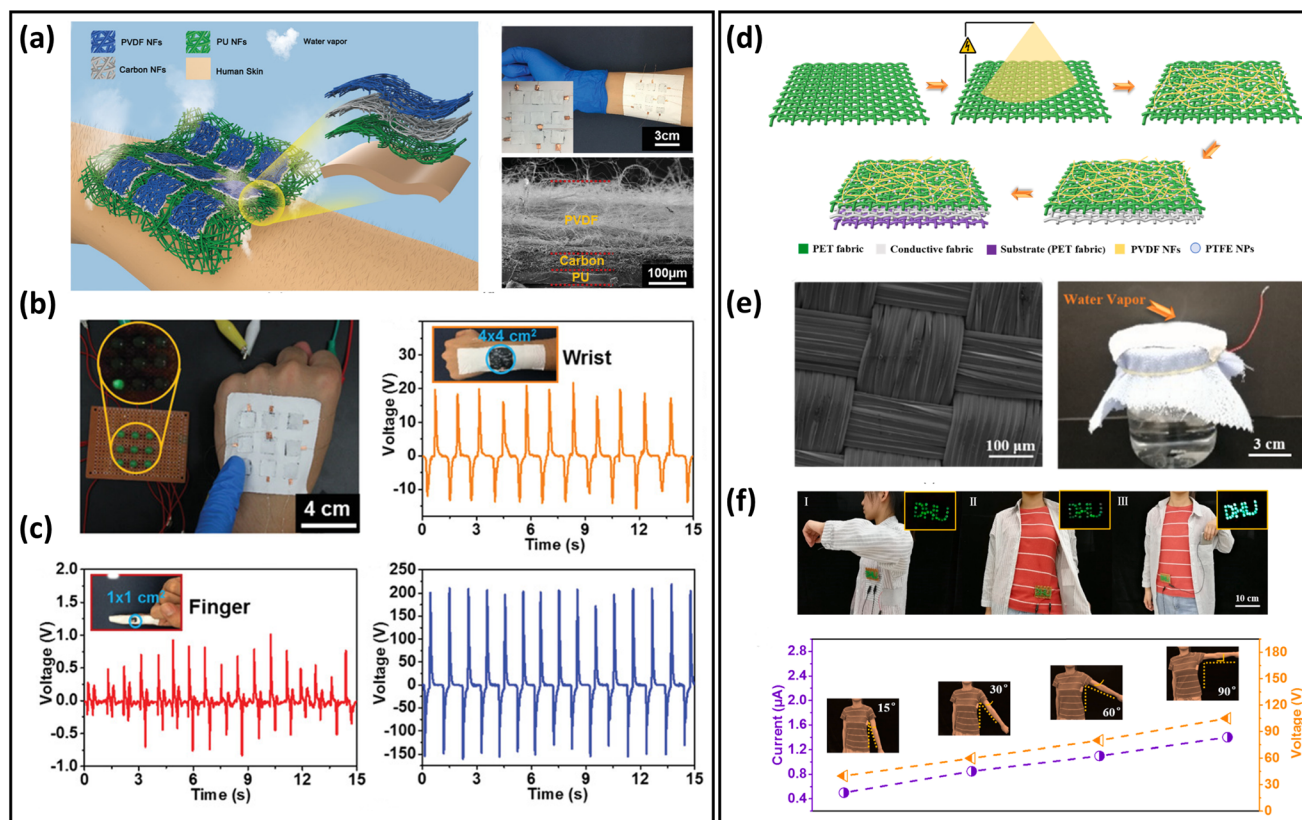 (a)
PVDF NFs
PU NFs
Water vapor
Carbon NFs
Human Skin
3cm
PVDF
Carbon
PU
100μm
(b)
4 cm
4x4 cm²
Wrist
Voltage (V)
30
20
10
0
-10
0 3 6 9 12 15
Time (s)
(c)
1x1 cm²
Finger
Voltage (V)
2.0
1.5
1.0
0.5
0.0
-0.5
-1.0
0 3 6 9 12 15
Time (s)
Voltage (V)
250
200
150
100
50
0
-50
-100
-150
0 3 6 9 12 15
Time (s)
(d)
PET fabric
Conductive fabric
Substrate (PET fabric)
PVDF NFs
PTFE NPs
(e)
100 μm
Water Vapor
3 cm
(f)
I
DHU
II
DHU
III
DHU
10 cm
Current (μA)
2.8
2.4
2.0
1.6
1.2
0.8
0.4
15°
30°
60°
90°
180
150
120
90
60
30
0
Voltage (V)